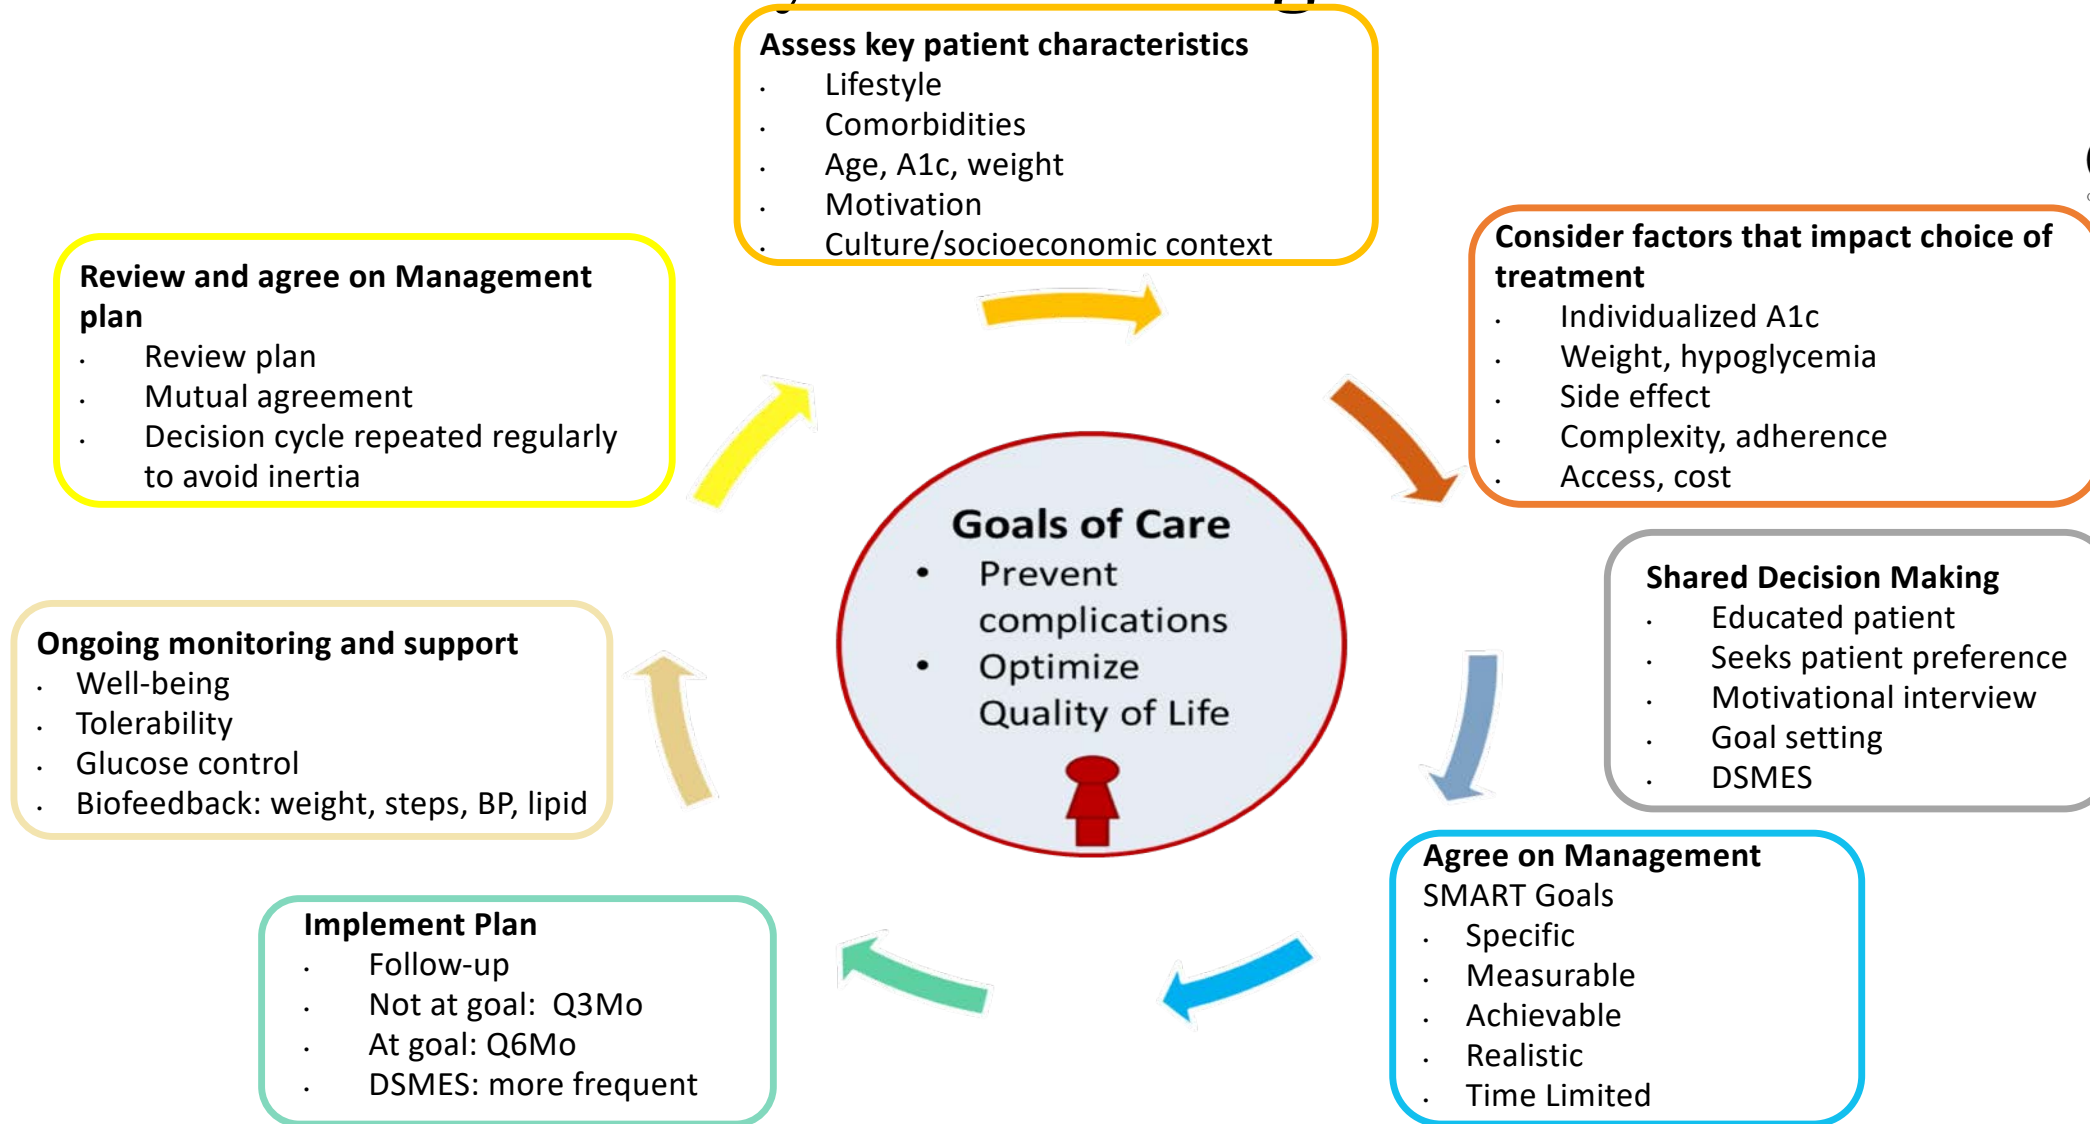 Assess key patient characteristics
· Lifestyle
· Comorbidities
· Age, A1c, weight
· Motivation
· Culture/socioeconomic context
Consider factors that impact choice of
treatment
· Individualized A1c
· Weight, hypoglycemia
· Side effect
· Complexity, adherence
· Access, cost
Shared Decision Making
· Educated patient
· Seeks patient preference
· Motivational interview
· Goal setting
· DSMES
Agree on Management
SMART Goals
· Specific
· Measurable
· Achievable
· Realistic
· Time Limited
Implement Plan
· Follow-up
· Not at goal: Q3Mo
· At goal: Q6Mo
· DSMES: more frequent
Ongoing monitoring and support
· Well-being
· Tolerability
· Glucose control
· Biofeedback: weight, steps, BP, lipid
Review and agree on Management
plan
· Review plan
· Mutual agreement
· Decision cycle repeated regularly
to avoid inertia
Goals of Care
• Prevent
complications
• Optimize
Quality of Life